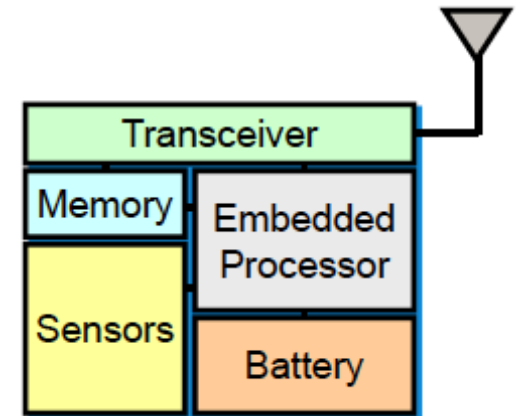 Transceiver
Memory
Embedded
Processor
Sensors
Battery